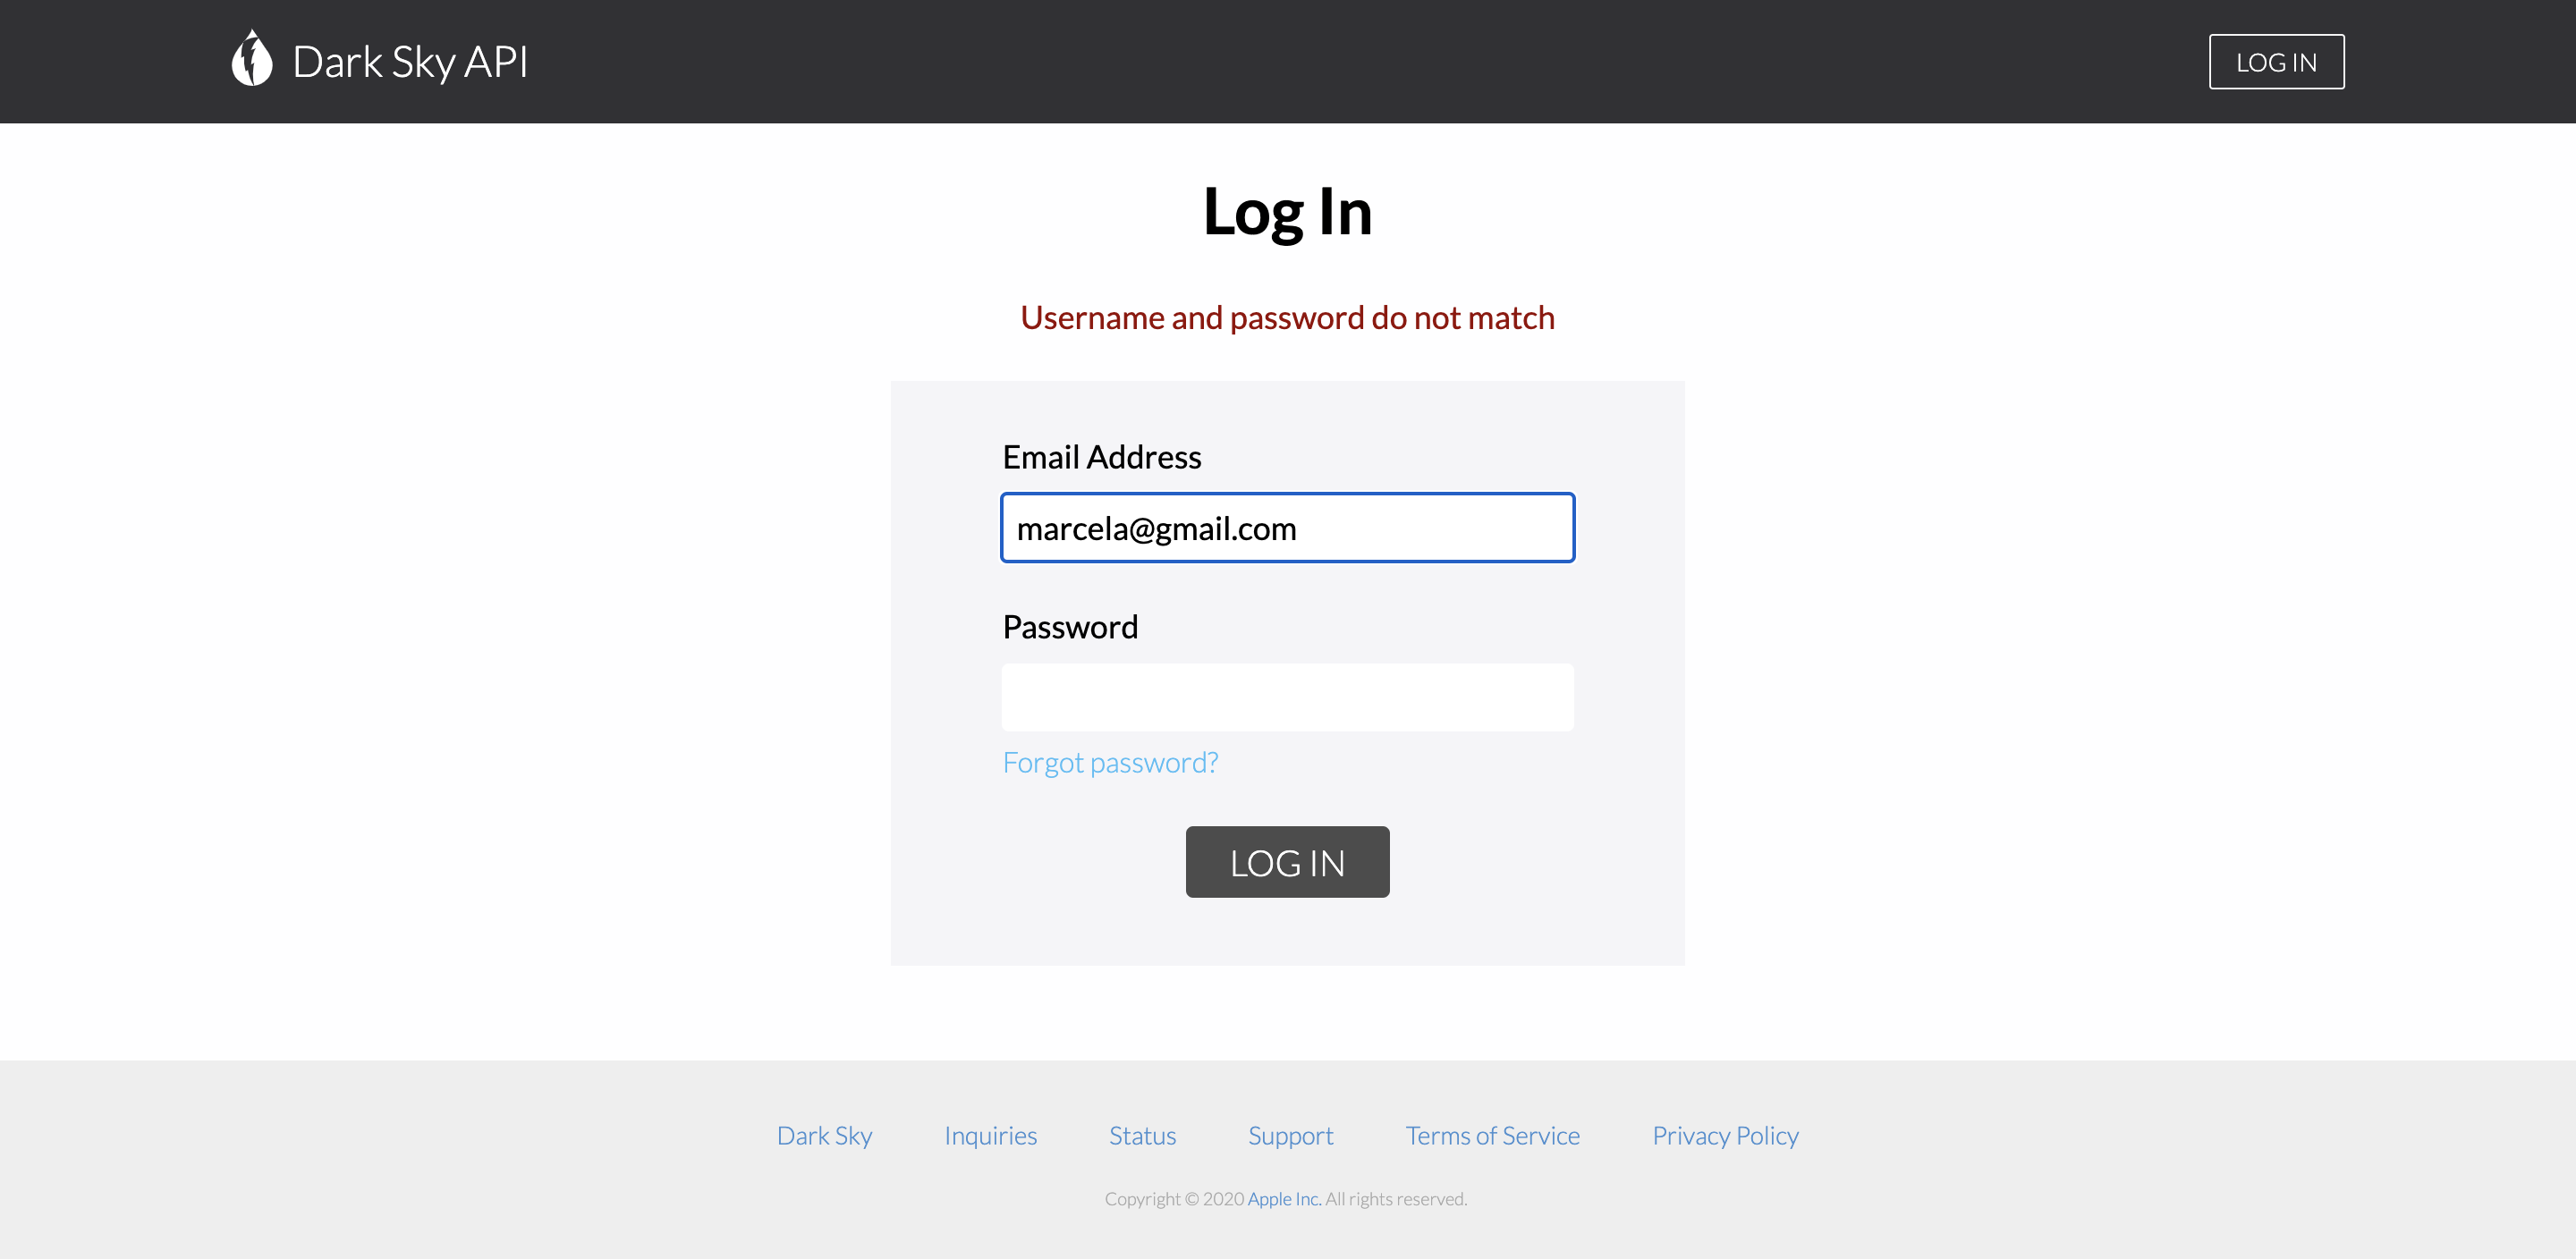 Dark Sky API
LOG IN
Log In
Username and password do not match
Email Address
marcela@gmail.com
Password
Forgot password?
LOG IN
Dark Sky Inquiries Status Support Terms of Service Privacy Policy
Copyright © 2020 Apple Inc. All rights reserved.